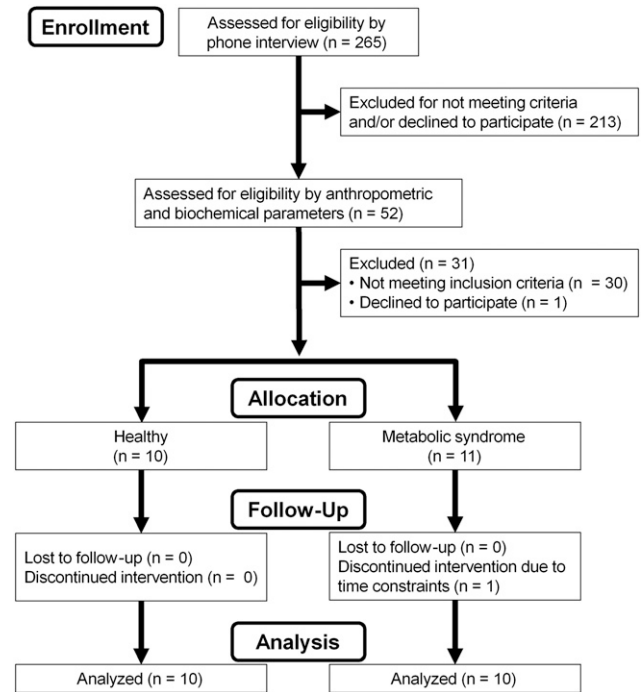 Enrollment
Assessed for eligibility by
phone interview (n = 265)
Excluded for not meeting criteria
and/or declined to participate (n = 213)
Assessed for eligibility by anthropometric
and biochemical parameters (n = 52)
Excluded (n = 31)
• Not meeting inclusion criteria (n = 30)
• Declined to participate (n = 1)
Allocation
Healthy
(n = 10)
Metabolic syndrome
(n = 11)
Follow-Up
Lost to follow-up (n = 0)
Discontinued intervention (n = 0)
Lost to follow-up (n = 0)
Discontinued intervention due to
time constraints (n = 1)
Analysis
Analyzed (n = 10)
Analyzed (n = 10)